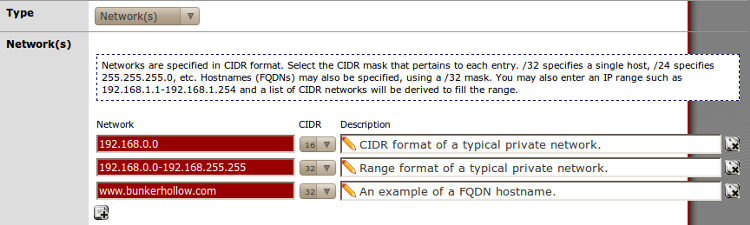 Type
Network(s)
Network(s)
Networks are specified in CIDR format. Select the CIDR mask that pertains to each entry. /32 specifies a single host, /24 specifies
255.255.255.0, etc. Hostnames (FQDNs) may also be specified, using a /32 mask. You may also enter an IP range such as
192.168.1.1-192.168.1.254 and a list of CIDR networks will be derived to fill the range.
Network CIDR Description
192.168.0.0 16 CIDR format of a typical private network.
192.168.0.0-192.168.255.255 32 Range format of a typical private network.
www.bunkerhollow.com 32 An example of a FQDN hostname.